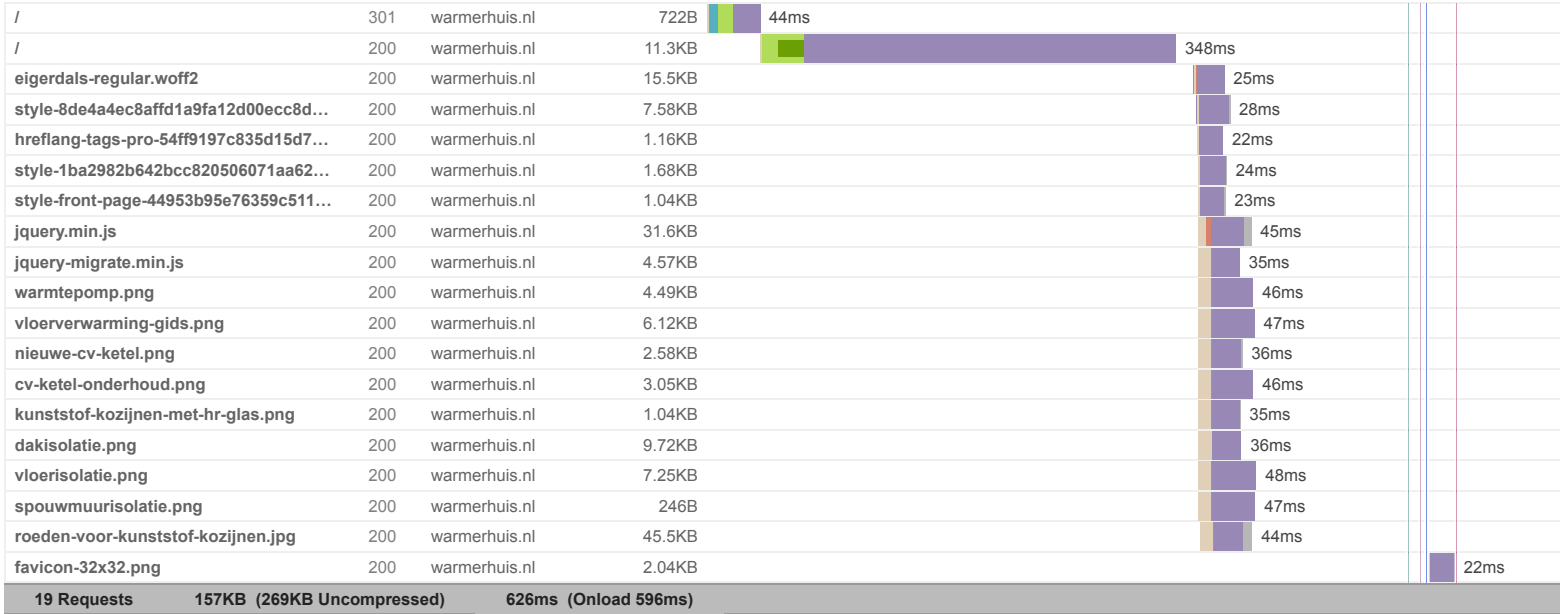 / 301 warmerhuis.nl 722B 44ms
/ 200 warmerhuis.nl 11.3KB 348ms
eigerdals-regular.woff2 200 warmerhuis.nl 15.5KB 25ms
style-8de4a4ec8affd1a9fa12d00ecc8d... 200 warmerhuis.nl 7.58KB 28ms
hreflang-tags-pro-54ff9197c835d15d7... 200 warmerhuis.nl 1.16KB 22ms
style-1ba2982b642bcc820506071aa62... 200 warmerhuis.nl 1.68KB 24ms
style-front-page-44953b95e76359c511... 200 warmerhuis.nl 1.04KB 23ms
jquery.min.js 200 warmerhuis.nl 31.6KB 45ms
jquery-migrate.min.js 200 warmerhuis.nl 4.57KB 35ms
warmtepomp.png 200 warmerhuis.nl 4.49KB 46ms
vloerverwarming-gids.png 200 warmerhuis.nl 6.12KB 47ms
nieuwe-cv-ketel.png 200 warmerhuis.nl 2.58KB 36ms
cv-ketel-onderhoud.png 200 warmerhuis.nl 3.05KB 46ms
kunststof-kozijnen-met-hr-glas.png 200 warmerhuis.nl 1.04KB 35ms
dakisolatie.png 200 warmerhuis.nl 9.72KB 36ms
vloerisolatie.png 200 warmerhuis.nl 7.25KB 48ms
spouwmuurisolatie.png 200 warmerhuis.nl 246B 47ms
roeden-voor-kunststof-kozijnen.jpg 200 warmerhuis.nl 45.5KB 44ms
favicon-32x32.png 200 warmerhuis.nl 2.04KB 22ms
19 Requests 157KB (269KB Uncompressed) 626ms (Onload 596ms)